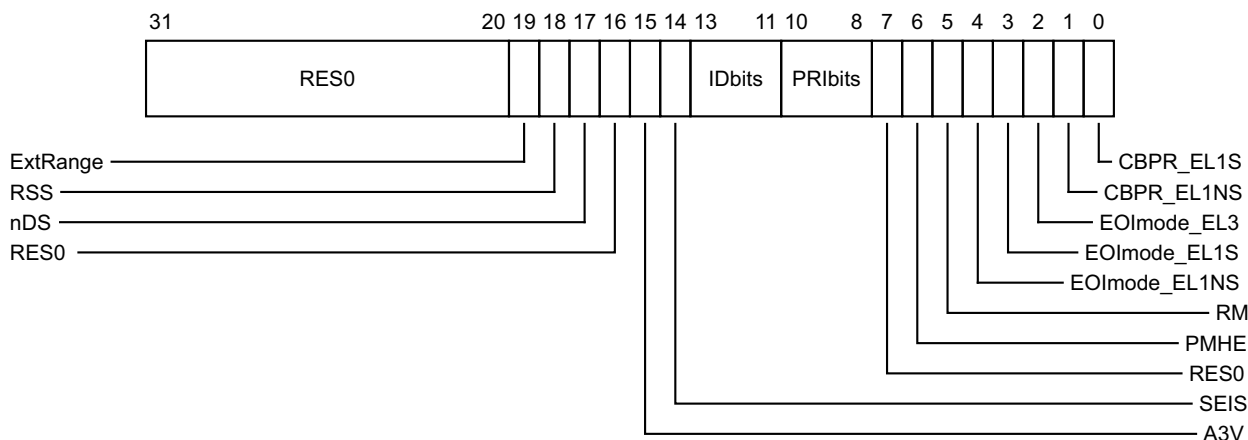 31 20 19 18 17 16 15 14 13 11 10 8 7 6 5 4 3 2 1 0
RES0 IDbits PRIbits
ExtRange CBPR_EL1S
RSS CBPR_EL1NS
nDS EOImode_EL3
RES0 EOImode_EL1S
EOImode_EL1NS
RM
PMHE
RES0
SEIS
A3V